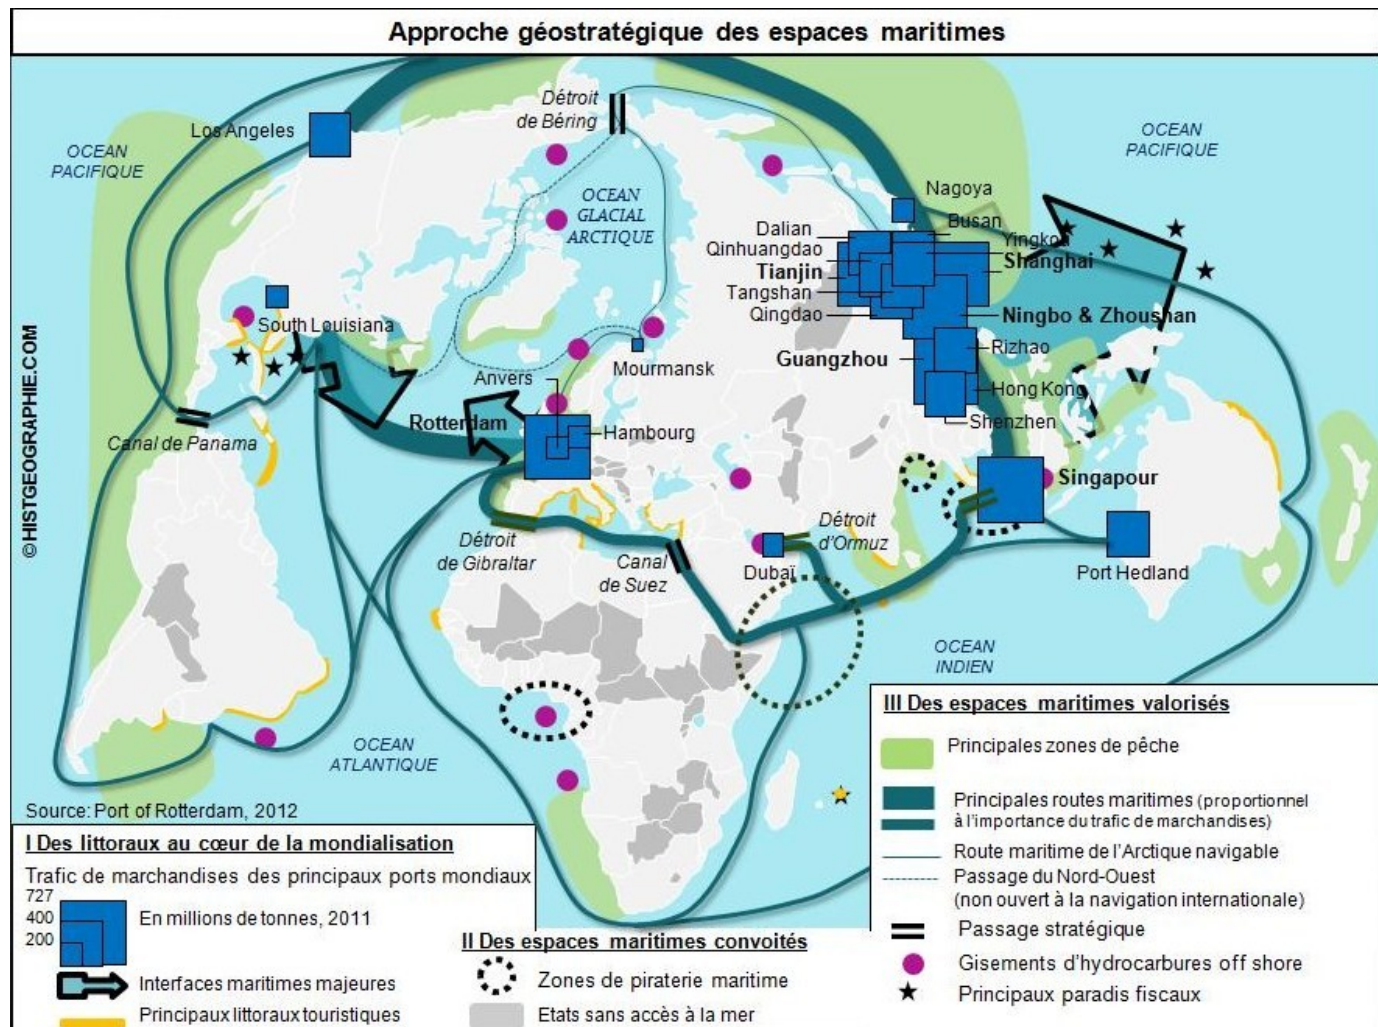 Approche géostratégique des espaces maritimes
Détroit
de Béring
Los Angeles
OCEAN
PACIFIQUE
OCEAN
PACIFIQUE
OCEAN
GLACIAL
ARCTIQUE
Nagoya
Busan
Dalian
Yingkou
Qinhuangdao
Shanghai
Tianjin
Tangshan
Qingdao
Ningbo & Zhoushan
South Louisiana
Guangzhou
Rizhao
Mourmansk
Anvers
Hong Kong
Rotterdam
Hambourg
Shenzhen
Canal de Panama
Singapour
Détroit
de Gibraltar
Canal
de Suez
Dubaï
Détroit
d'Ormuz
Port Hedland
OCEAN
INDIEN
OCEAN
ATLANTIQUE
©HISTGEOGRAPHIE.COM
Source: Port of Rotterdam, 2012
I Des littoraux au cœur de la mondialisation
Trafic de marchandises des principaux ports mondiaux
727
400
200
En millions de tonnes, 2011
Interfaces maritimes majeures
Principaux littoraux touristiques
II Des espaces maritimes convoités
Zones de piraterie maritime
Etats sans accès à la mer
III Des espaces maritimes valorisés
Principales zones de pêche
Principales routes maritimes (proportionnel
à l'importance du trafic de marchandises)
Route maritime de l'Arctique navigable
Passage du Nord-Ouest
(non ouvert à la navigation internationale)
Passage stratégique
Gisements d'hydrocarbures off shore
Principaux paradis fiscaux